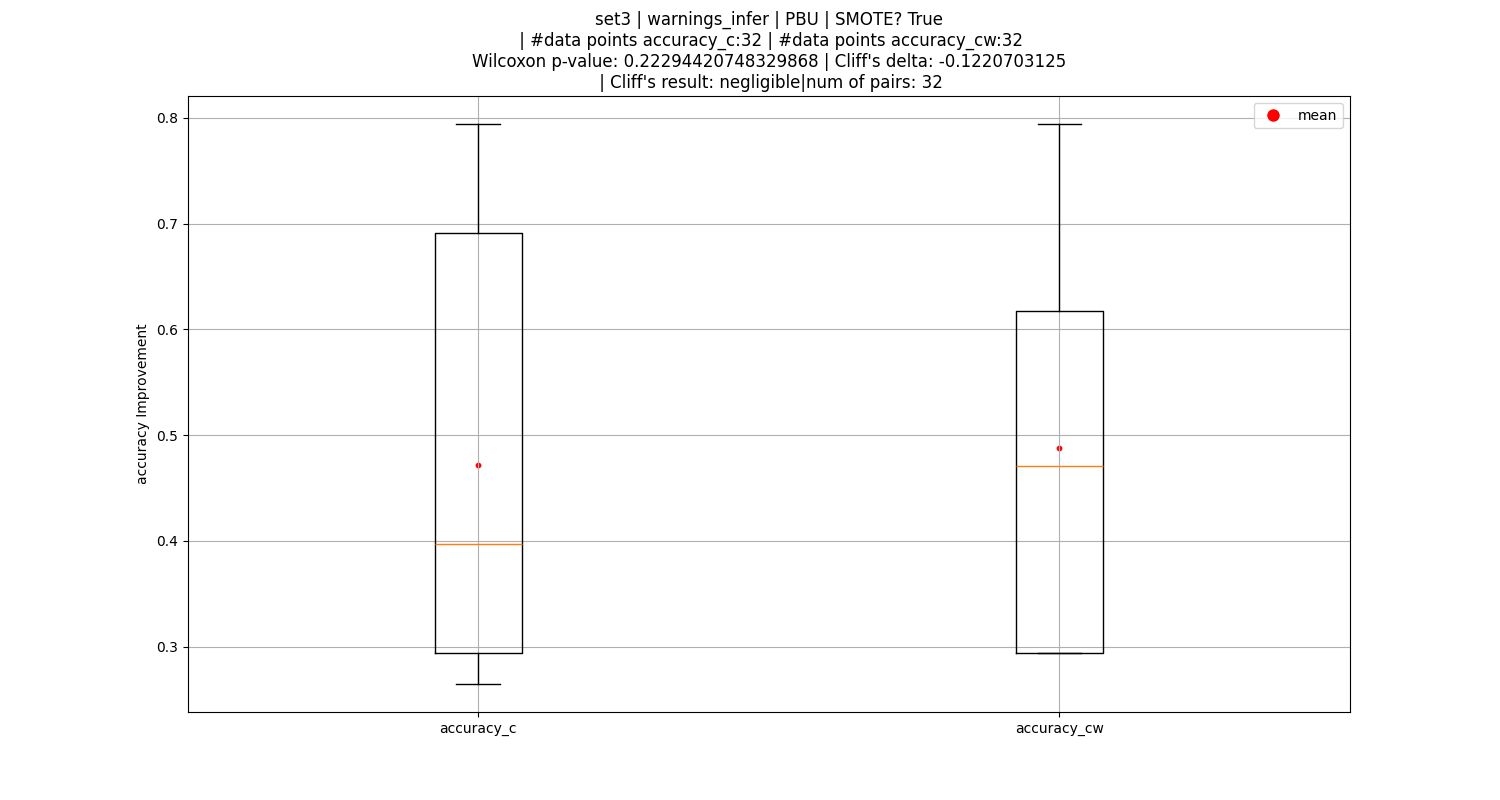 set3 | warnings_infer | PBU | SMOTE? True
| #data points accuracy_c:32 | #data points accuracy_cw:32
Wilcoxon p-value: 0.22294420748329868 | Cliff's delta: -0.1220703125
| Cliff's result: negligible|num of pairs: 32
mean
0.8
0.7
0.6
0.5
0.4
0.3
accuracy Improvement
accuracy_c
accuracy_cw